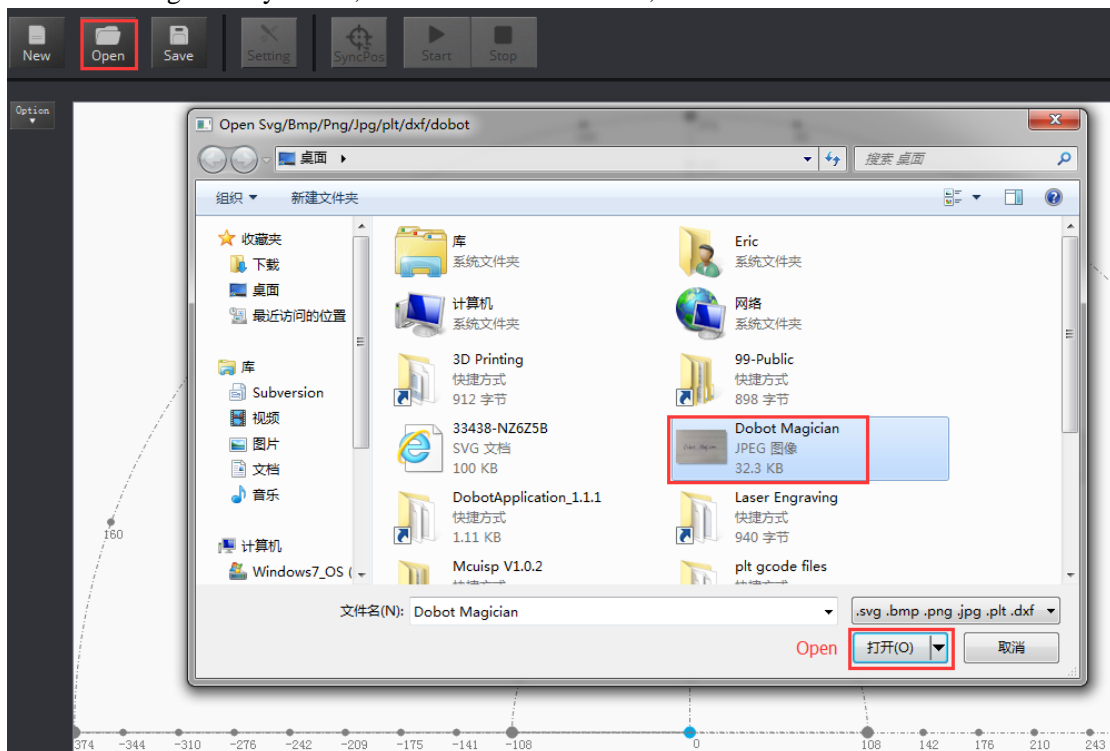 New Open Save Setting SyncPos Start Stop
Option
Open Svg/Bmp/Png/Jpg/plt/dxf/dobot
桌面
搜索 桌面
组织 新建文件夹
收藏夹
下载
桌面
最近访问的位置
库
Subversion
视频
图片
文档
音乐
计算机
Windows7_OS (
库
系统文件夹
Eric
系统文件夹
计算机
系统文件夹
网络
系统文件夹
3D Printing
快捷方式
912 字节
99-Public
快捷方式
898 字节
33438-NZ6Z5B
SVG 文档
100 KB
Dobot Magician
JPEG 图像
32.3 KB
DobotApplication_1.1.1
快捷方式
1.11 KB
Laser Engraving
快捷方式
940 字节
Mcuisp V1.0.2
plt gcode files
文件名(N): Dobot Magician .svg .bmp .png .jpg .plt .dxf
Open 打开(O) 取消
160
374 -344 -310 -276 -242 -209 -175 -141 -108 0 108 142 176 210 243